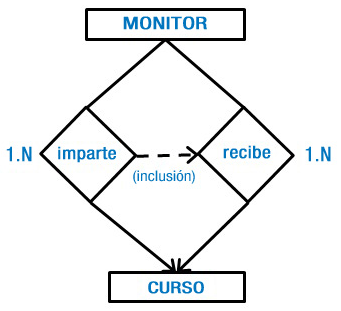 MONITOR
1.N
imparte
recibe
1.N
(inclusión)
CURSO